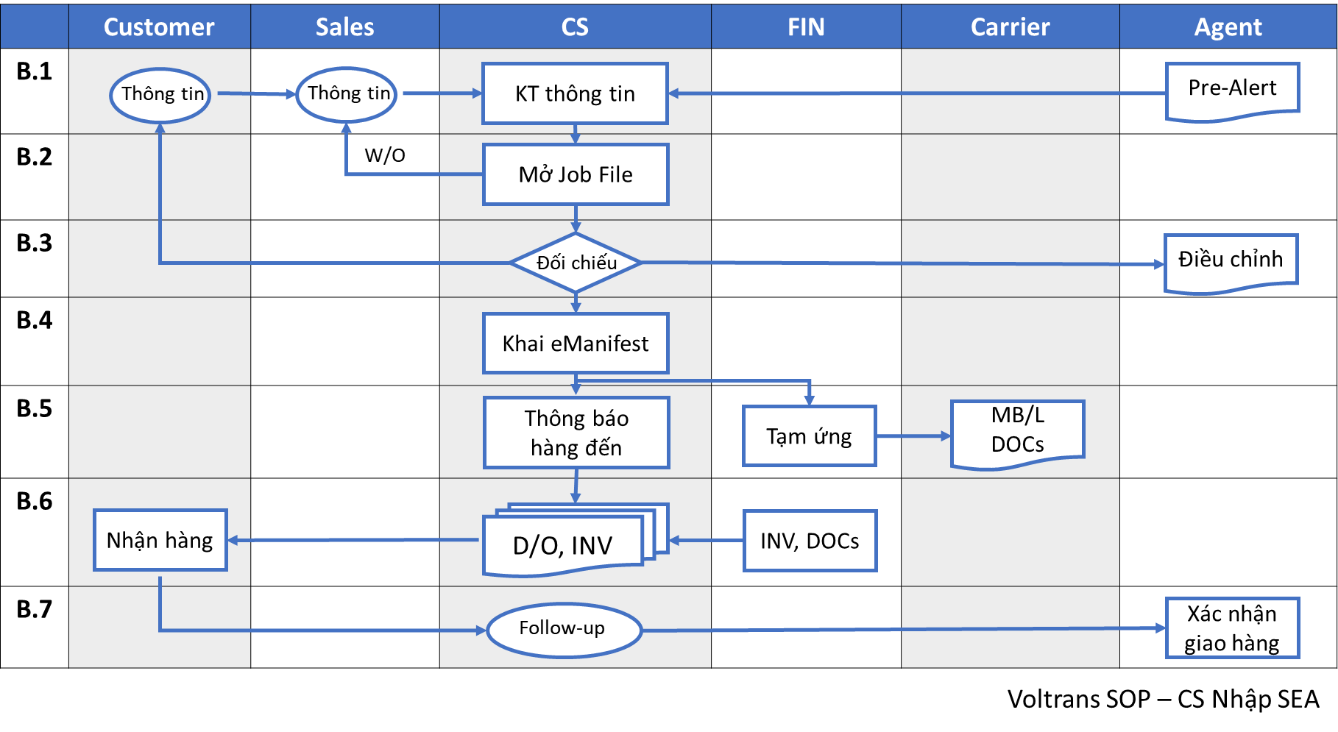 Customer
Sales
CS
FIN
Carrier
Agent
B.1
Thông tin
Thông tin
KT thông tin
Pre-Alert
B.2
W/O
Mở Job File
B.3
Đối chiếu
Điều chỉnh
B.4
Khai eManifest
B.5
Thông báo
hàng đến
Tạm ứng
MB/L
DOCs
B.6
Nhận hàng
D/O, INV
INV, DOCs
B.7
Follow-up
Xác nhận
giao hàng
Voltrans SOP – CS Nhập SEA